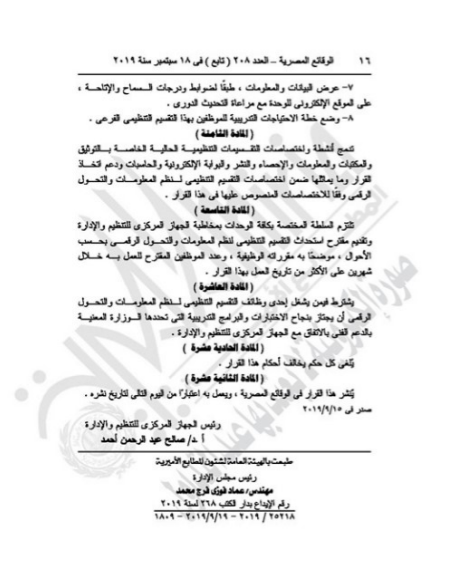 ١٦ الوقائع المصرية – العدد ٢٠٨ ( تابع ) فى ١٨ سبتمبر سنة ٢٠١٩
٧– عرض البيانات والمعلومات ، طبقًا لضوابط ودرجات السماح والإتاحة ،
على الموقع الإلكترونى للوحدة مع مراعاة التحديث الدورى .
٨– وضع خطة الاحتياجات التدريبية للموظفين بهذا التقسيم التنظيمى الفرعى .
( المادة الثامنة )
تدمج أنشطة واختصاصات التقسيمات التنظيمية الحالية الخاصة بالتوثيق
والمكتبات والمعلومات والإحصاء والنشر والبوابة الإلكترونية والحاسبات ودعم اتخاذ
القرار وما يماثلها ضمن اختصاصات التقسيم التنظيمى لنظم المعلومات والتحول
الرقمى وفقًا للاختصاصات المنصوص عليها فى هذا القرار .
( المادة التاسعة )
تلتزم السلطة المختصة بكافة الوحدات بمخاطبة الجهاز المركزى للتنظيم والإدارة
وتقديم مقترح استحداث التقسيم التنظيمى لنظم المعلومات والتحول الرقمى بحسب
الأحوال ، موضحًا به مقرراته الوظيفية ، وعدد الموظفين المقترح للعمل به خلال
شهرين على الأكثر من تاريخ العمل بهذا القرار .
( المادة العاشرة )
يشترط فيمن يشغل إحدى وظائف التقسيم التنظيمى لنظم المعلومات والتحول
الرقمى أن يجتاز بنجاح الاختبارات والبرامج التدريبية التى تحددها الوزارة المعنية
بالدعم الفنى بالاتفاق مع الجهاز المركزى للتنظيم والإدارة .
( المادة الحادية عشرة )
يُلغى كل حكم يخالف أحكام هذا القرار .
( المادة الثانية عشرة )
يُنشر هذا القرار فى الوقائع المصرية ، ويعمل به اعتبارًا من اليوم التالى لتاريخ نشره .
صدر فى ٢٠١٩/٩/١٥
رئيس الجهاز المركزى للتنظيم والإدارة
أ .د/ صالح عبد الرحمن أحمد
طبعت بالهيئة العامة لشئون المطابع الأميرية
رئيس مجلس الإدارة
مهندس/ عماد فوزى فرج محمد
رقم الإيداع بدار الكتب ٢٦٨ لسنة ٢٠١٩
٢٥٢١٨ / ٢٠١٩ – ٢٠١٩/٩/١٩ – ١٨٠٩